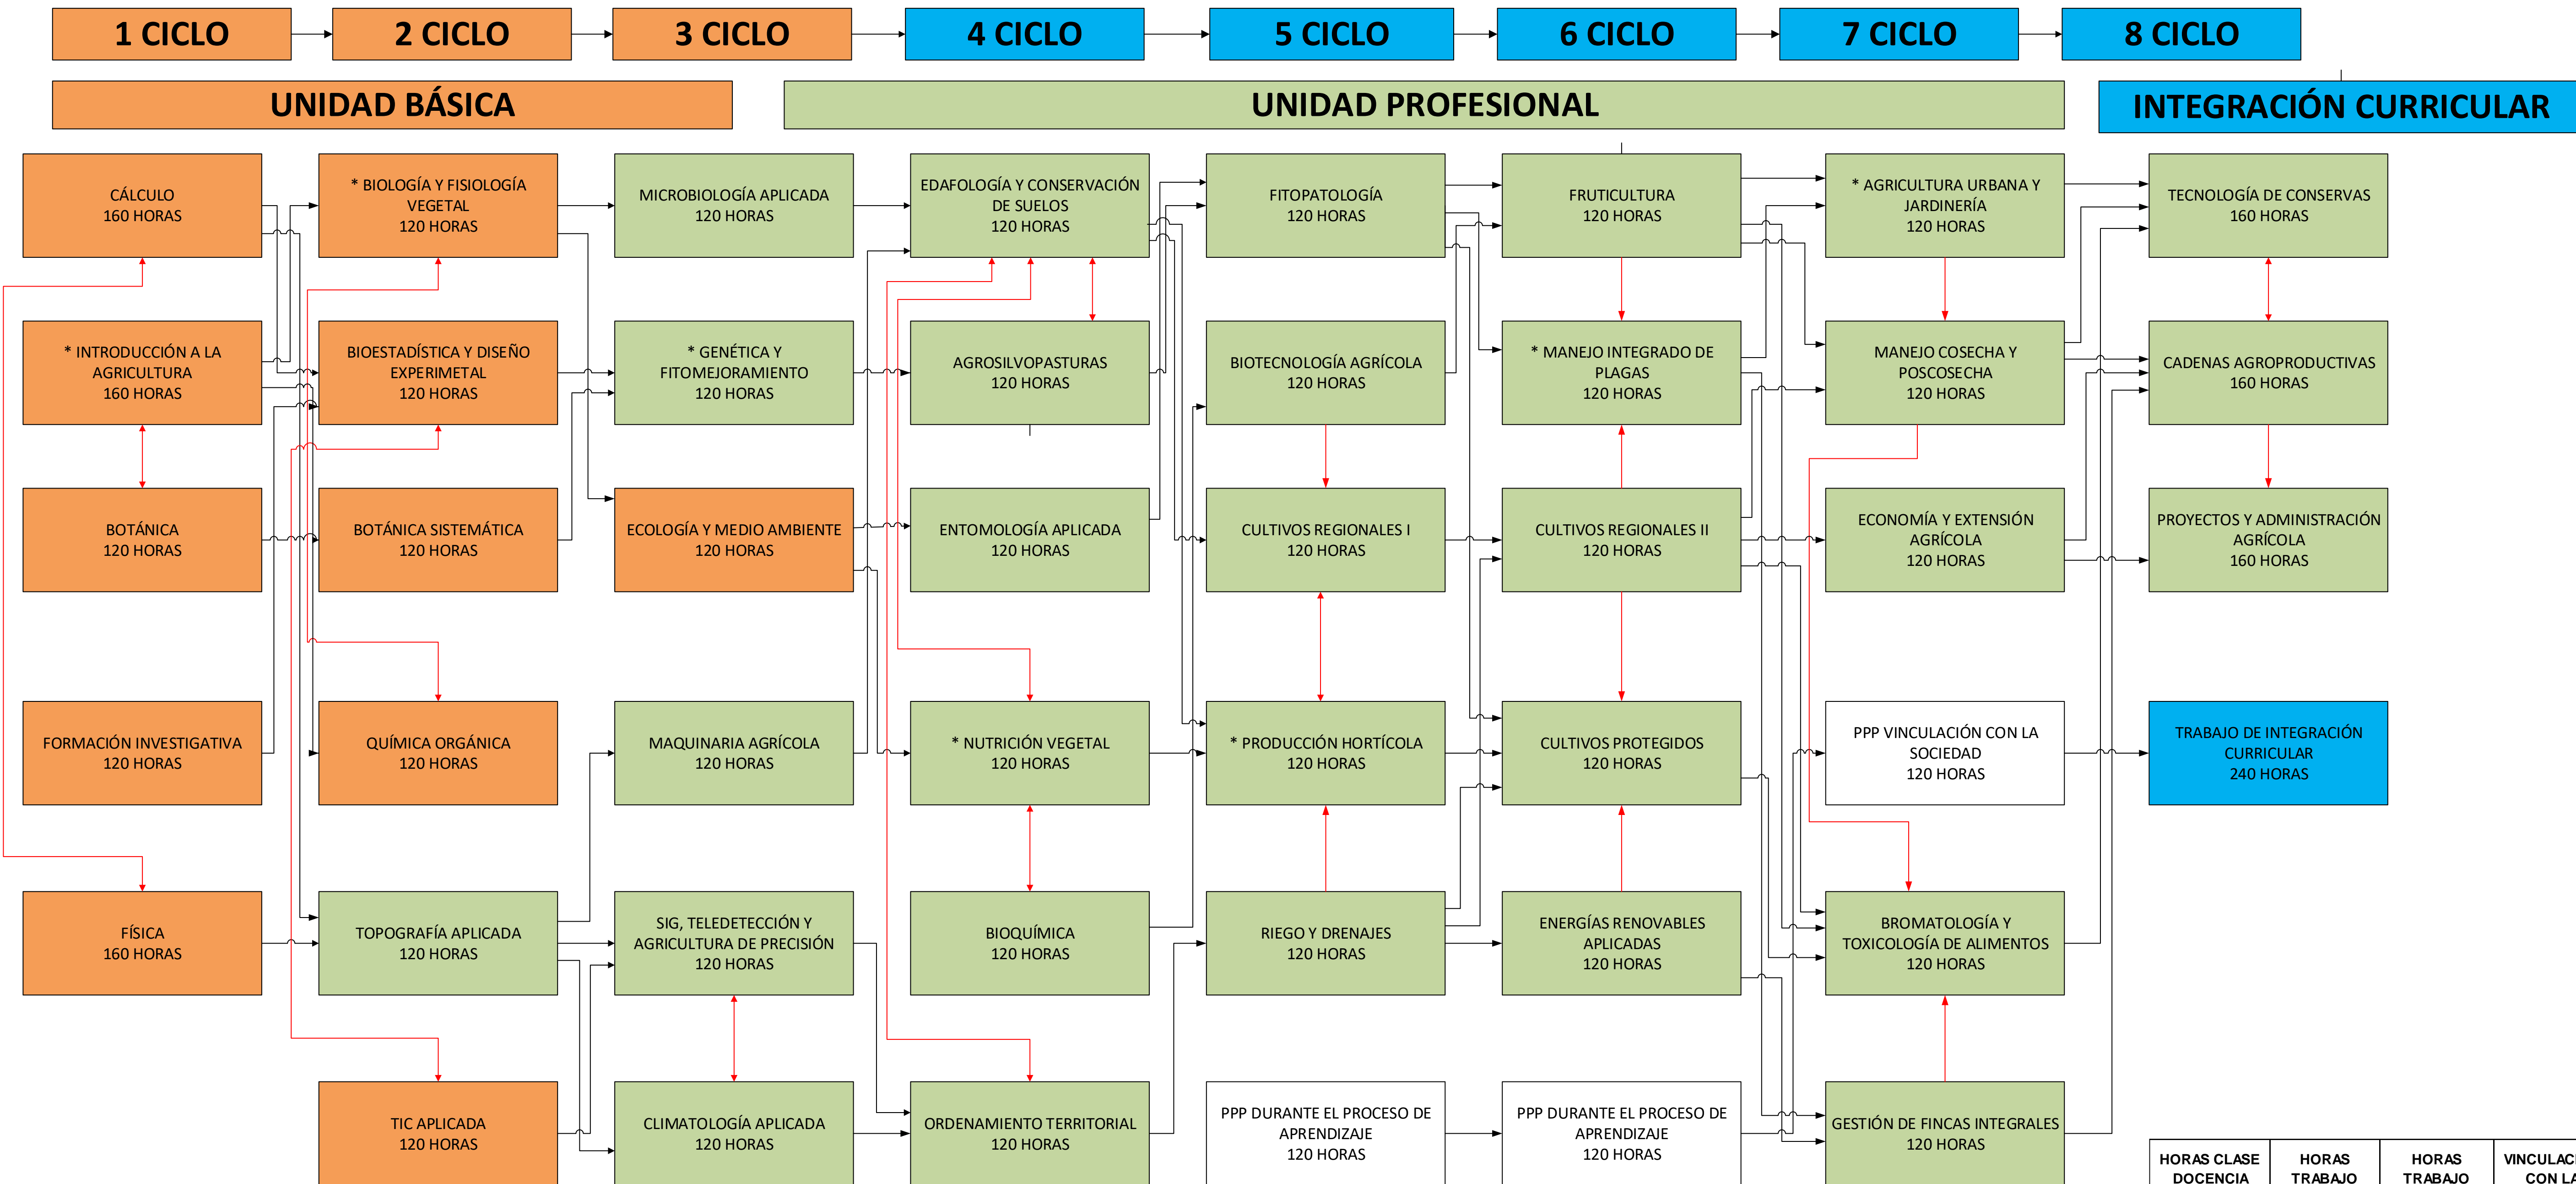 1 CICLO
2 CICLO
3 CICLO
4 CICLO
5 CICLO
6 CICLO
7 CICLO
8 CICLO
UNIDAD BÁSICA
UNIDAD PROFESIONAL
INTEGRACIÓN CURRICULAR
CÁLCULO
160 HORAS
* BIOLOGÍA Y FISIOLOGÍA
VEGETAL
120 HORAS
MICROBIOLOGÍA APLICADA
120 HORAS
EDAFOLOGÍA Y CONSERVACIÓN
DE SUELOS
120 HORAS
FITOPATOLOGÍA
120 HORAS
FRUTICULTURA
120 HORAS
* AGRICULTURA URBANA Y
JARDINERÍA
120 HORAS
TECNOLOGÍA DE CONSERVAS
160 HORAS
* INTRODUCCIÓN A LA
AGRICULTURA
160 HORAS
BIOESTADÍSTICA Y DISEÑO
EXPERIMETAL
120 HORAS
* GENÉTICA Y
FITOMEJORAMIENTO
120 HORAS
AGROSILVOPASTURAS
120 HORAS
BIOTECNOLOGÍA AGRÍCOLA
120 HORAS
* MANEJO INTEGRADO DE
PLAGAS
120 HORAS
MANEJO COSECHA Y
POSCOSECHA
120 HORAS
CADENAS AGROPRODUCTIVAS
160 HORAS
BOTÁNICA
120 HORAS
BOTÁNICA SISTEMÁTICA
120 HORAS
ECOLOGÍA Y MEDIO AMBIENTE
120 HORAS
ENTOMOLOGÍA APLICADA
120 HORAS
CULTIVOS REGIONALES I
120 HORAS
CULTIVOS REGIONALES II
120 HORAS
ECONOMÍA Y EXTENSIÓN
AGRÍCOLA
120 HORAS
PROYECTOS Y ADMINISTRACIÓN
AGRÍCOLA
160 HORAS
FORMACIÓN INVESTIGATIVA
120 HORAS
QUÍMICA ORGÁNICA
120 HORAS
MAQUINARIA AGRÍCOLA
120 HORAS
* NUTRICIÓN VEGETAL
120 HORAS
* PRODUCCIÓN HORTÍCOLA
120 HORAS
CULTIVOS PROTEGIDOS
120 HORAS
PPP VINCULACIÓN CON LA
SOCIEDAD
120 HORAS
TRABAJO DE INTEGRACIÓN
CURRICULAR
240 HORAS
FÍSICA
160 HORAS
TOPOGRAFÍA APLICADA
120 HORAS
SIG, TELEDETECCIÓN Y
AGRICULTURA DE PRECISIÓN
120 HORAS
BIOQUÍMICA
120 HORAS
RIEGO Y DRENAJES
120 HORAS
ENERGÍAS RENOVABLES
APLICADAS
120 HORAS
BROMATOLOGÍA Y
TOXICOLOGÍA DE ALIMENTOS
120 HORAS
TIC APLICADA
120 HORAS
CLIMATOLOGÍA APLICADA
120 HORAS
ORDENAMIENTO TERRITORIAL
120 HORAS
PPP DURANTE EL PROCESO DE
APRENDIZAJE
120 HORAS
PPP DURANTE EL PROCESO DE
APRENDIZAJE
120 HORAS
GESTIÓN DE FINCAS INTEGRALES
120 HORAS
HORAS CLASE
DOCENCIA
HORAS
TRABAJO
HORAS
TRABAJO
CON LA